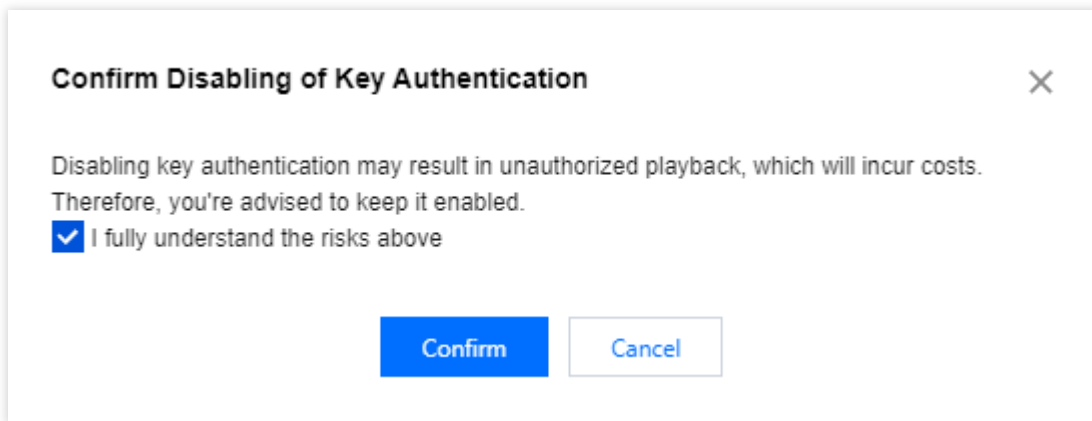 Confirm Disabling of Key Authentication
Disabling key authentication may result in unauthorized playback, which will incur costs.
Therefore, you're advised to keep it enabled.
I fully understand the risks above
Confirm
Cancel